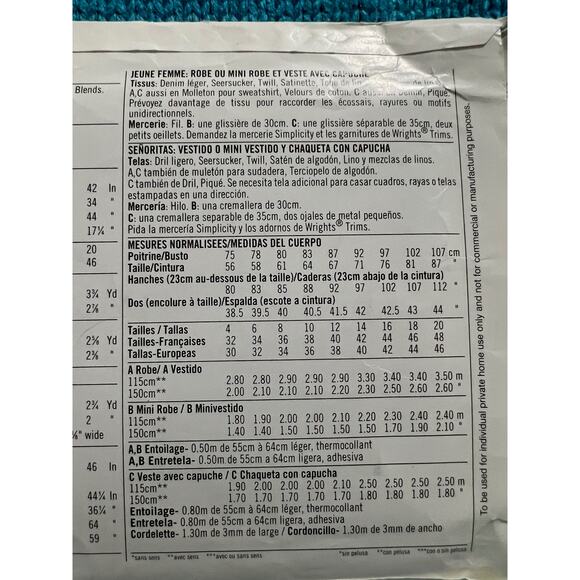 Blends.
42 In
34 "
44 "
17¼ "
20
46
3¾ Yd
2⅞ "
2⅝ Yd
2⅜ "
2¾ Yd
2 "
" wide
46 In
44¼ In
36¼ "
64 "
59 "
JEUNE FEMME: ROBE OU MINI ROBE ET VESTE AVEC CAPUCHE
Tissus: Denim léger, Seersucker, Twill, Satinette, Toile de lin
A,C aussi en Molleton pour sweatshirt, Velours de coton. C aussi en Denim, Piqué.
Prévoyez davantage de tissu pour raccorder les écossais, rayures ou motifs
unidirectionnels.
Mercerie: Fil. B: une glissière de 30cm. C: une glissière séparable de 35cm, deux
petits oeillets. Demandez la mercerie Simplicity et les garnitures de Wrights® Trims.
SEÑORITAS: VESTIDO O MINI VESTIDO Y CHAQUETA CON CAPUCHA
Telas: Dril ligero, Seersucker, Twill, Satén de algodón, Lino y mezclas de linos.
A,C también de muletón para sudadera, Terciopelo de algodón.
C también de Dril, Piqué. Se necesita tela adicional para casar cuadros, rayas o telas
estampadas en una dirección.
Mercería: Hilo. B: una cremallera de 30cm.
C: una cremallera separable de 35cm, dos ojales de metal pequeños.
Pida la mercería Simplicity y los adornos de Wrights® Trims.
MESURES NORMALISEES/MEDIDAS DEL CUERPO
Poitrine/Busto 75 78 80 83 87 92 97 102 107 cm
Taille/Cintura 56 58 61 64 67 71 76 81 87 "
Hanches (23cm au-dessous de la taille)/Caderas (23cm abajo de la cintura)
80 83 85 88 92 97 102 107 112 "
Dos (encolure à taille)/Espalda (escote a cintura)
38.5 39.5 40 40.5 41.5 42 42.5 43 44 "
Tailles / Tallas 4 6 8 10 12 14 16 18 20
Tailles-Françaises 32 34 36 38 40 42 44 46 48
Tallas-Europeas 30 32 34 36 38 40 42 44 46
A Robe/ A Vestido
115cm** 2.80 2.80 2.90 2.90 2.90 3.30 3.40 3.40 3.50 m
150cm** 2.00 2.10 2.10 2.10 2.20 2.30 2.50 2.60 2.60 "
B Mini Robe / B Minivestido
115cm** 1.80 1.90 2.00 2.00 2.10 2.20 2.30 2.40 2.40 m
150cm** 1.40 1.40 1.50 1.50 1.50 1.70 1.70 1.90 2.10 "
A,B Entoilage - 0.50m de 55cm à 64cm léger, thermocollant
A,B Entretela - 0.50m de 55cm a 64cm ligera, adhesiva
C Veste avec capuche / C Chaqueta con capucha
115cm** 1.90 2.00 2.00 2.10 2.50 2.50 2.50 2.50 m
150cm** 1.70 1.70 1.70 1.70 1.70 1.80 1.80 1.80 1.80 "
Entoilage - 0.80m de 55cm à 64cm léger, thermocollant
Entretela - 0.80m de 55cm a 64cm ligera, adhesiva
Cordelette - 1.30m de 3mm de large / Cordoncillo - 1.30m de 3mm de ancho
*sans sens **avec sens ***avec ou sans sens *sin pelusa **con pelusa ***con o sin pelusa
To be used for individual private home use only and not for commercial or manufacturing purposes.